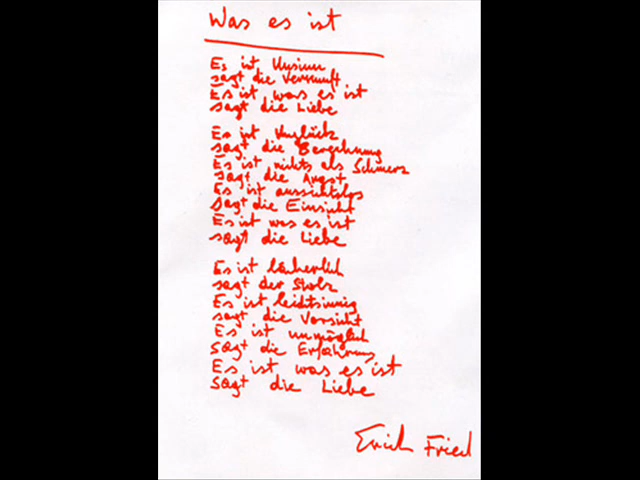 Was es ist
Es ist Unsinn
sagt die Vernunft
Es ist was es ist
sagt die Liebe
Es ist Unglück
sagt die Berechnung
Es ist nichts als Schmerz
sagt die Angst
Es ist aussichtslos
sagt die Einsicht
Es ist was es ist
sagt die Liebe
Es ist lächerlich
sagt der Stolz
Es ist leichtsinnig
sagt die Vorsicht
Es ist unmöglich
sagt die Erfahrung
Es ist was es ist
sagt die Liebe
Erich Fried